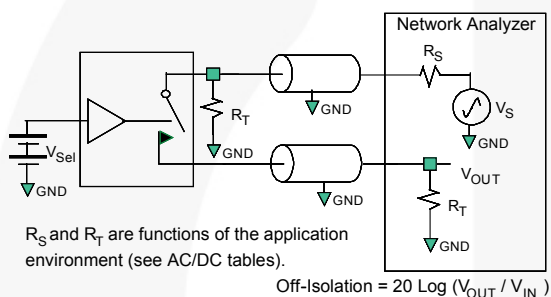 Network Analyzer
R_S
GND
V_S
GND
R_T
GND
V_Sel
GND
GND
V_OUT
R_T
GND
R_S and R_T are functions of the application
environment (see AC/DC tables).
Off-Isolation = 20 Log (V_OUT / V_IN )